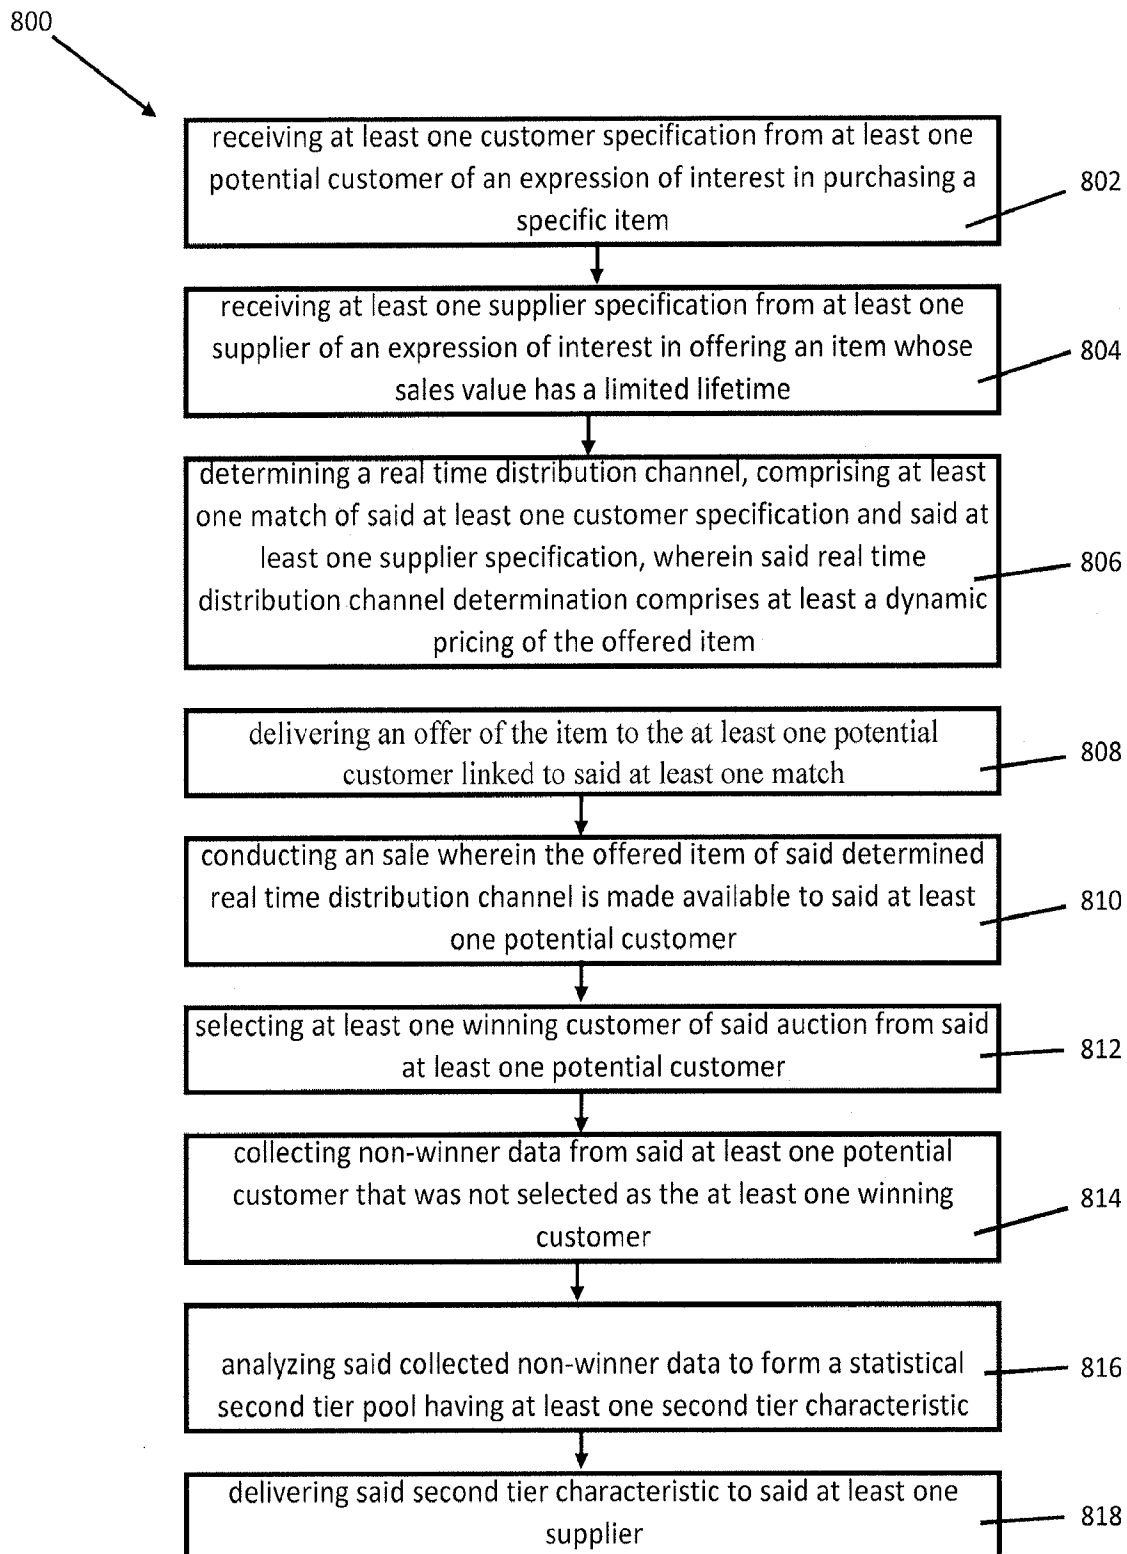 800
receiving at least one customer specification from at least one
potential customer of an expression of interest in purchasing a
specific item
802
receiving at least one supplier specification from at least one
supplier of an expression of interest in offering an item whose
sales value has a limited lifetime
804
determining a real time distribution channel, comprising at least
one match of said at least one customer specification and said at
least one supplier specification, wherein said real time
distribution channel determination comprises at least a dynamic
pricing of the offered item
806
delivering an offer of the item to the at least one potential
customer linked to said at least one match
808
conducting an sale wherein the offered item of said determined
real time distribution channel is made available to said at least
one potential customer
810
selecting at least one winning customer of said auction from said
at least one potential customer
812
collecting non-winner data from said at least one potential
customer that was not selected as the at least one winning
customer
814
analyzing said collected non-winner data to form a statistical
second tier pool having at least one second tier characteristic
816
delivering said second tier characteristic to said at least one
supplier
818